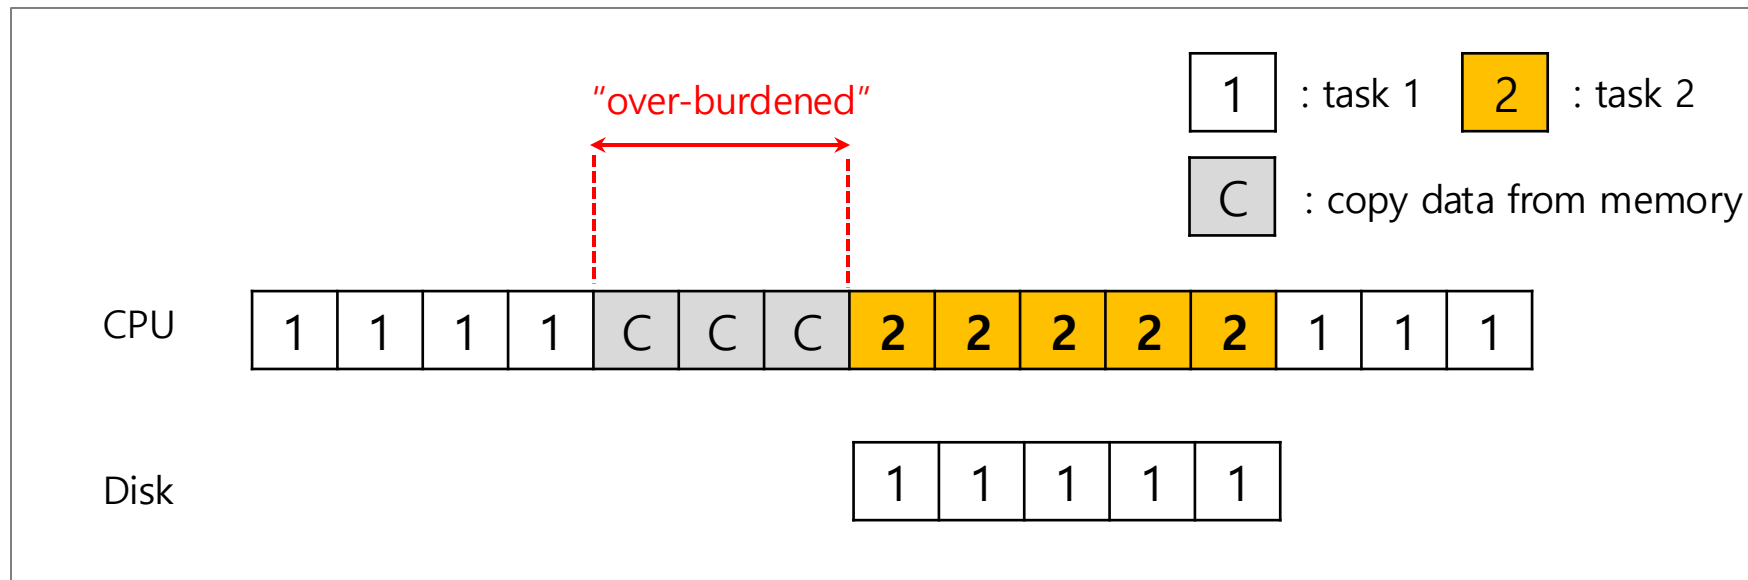 1 : task 1 2 : task 2
“over-burdened”
C : copy data from memory
CPU 1 1 1 1 C C C 2 2 2 2 2 1 1 1
Disk 1 1 1 1 1